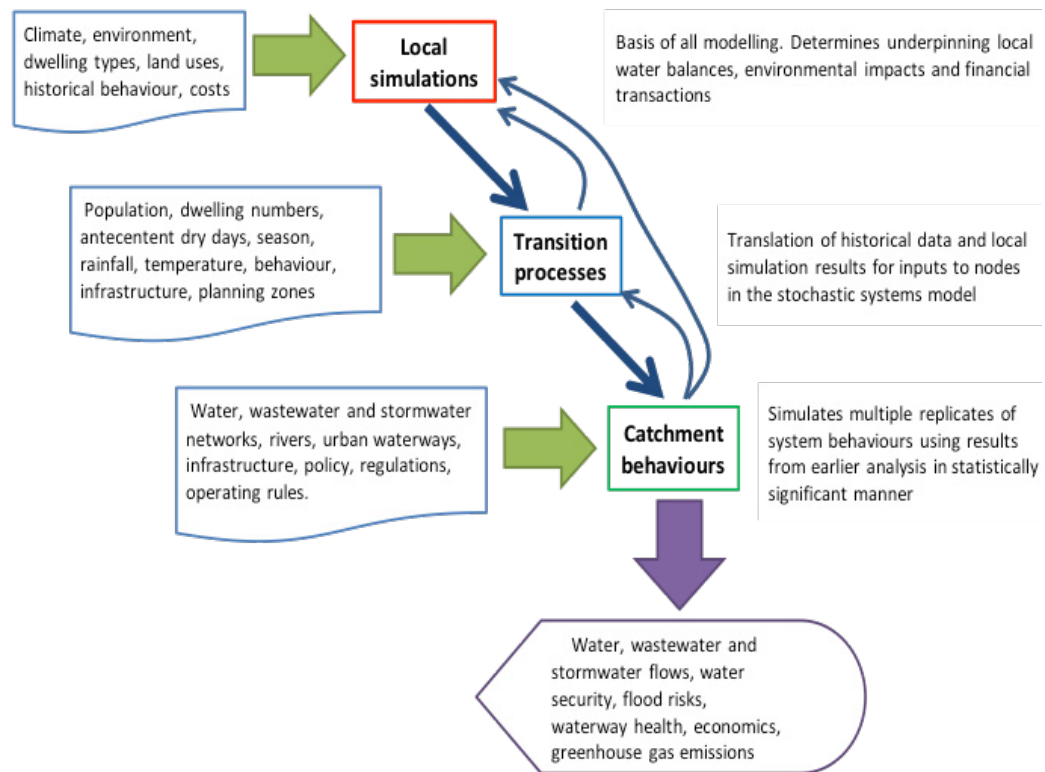 Climate, environment,
dwelling types, land uses,
historical behaviour, costs
Local
simulations
Basis of all modelling. Determines underpinning local
water balances, environmental impacts and financial
transactions
Population, dwelling numbers,
antecentent dry days, season,
rainfall, temperature, behaviour,
infrastructure, planning zones
Transition
processes
Translation of historical data and local
simulation results for inputs to nodes
in the stochastic systems model
Water, wastewater and stormwater
networks, rivers, urban waterways,
infrastructure, policy, regulations,
operating rules.
Catchment
behaviours
Simulates multiple replicates of
system behaviours using results
from earlier analysis in statistically
significant manner
Water, wastewater and
stormwater flows, water
security, flood risks,
waterway health, economics,
greenhouse gas emissions